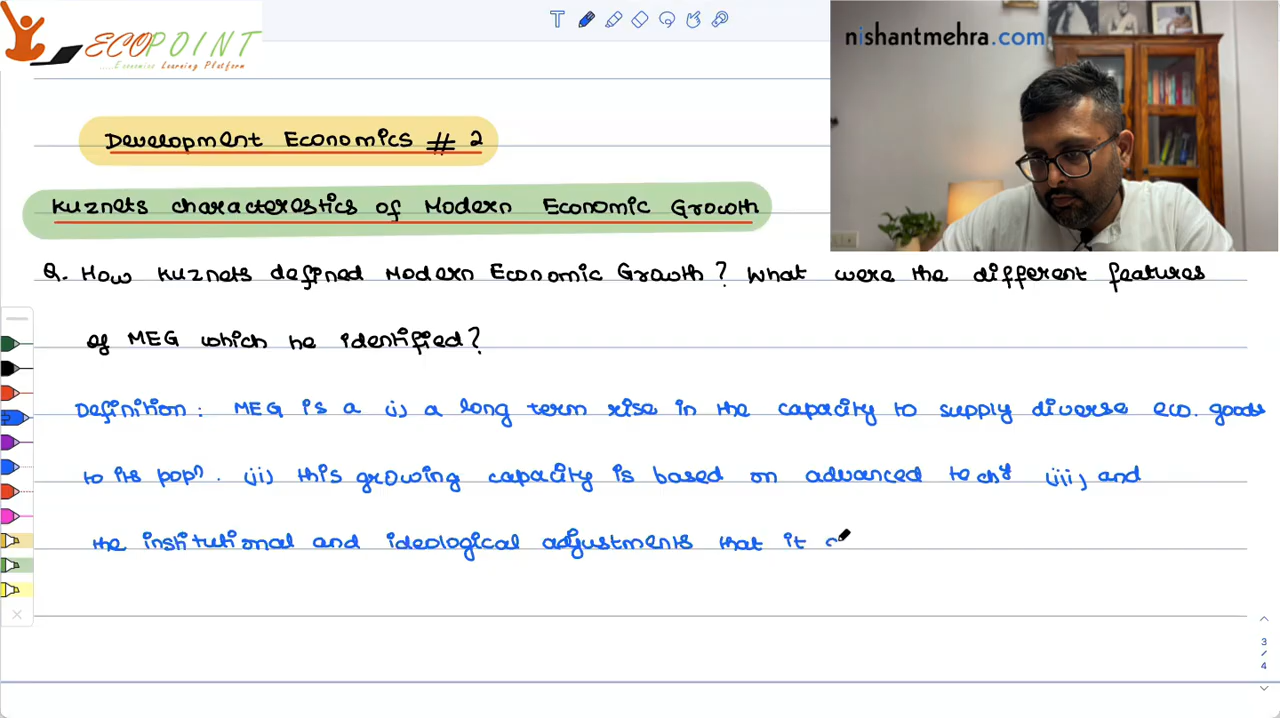 ECOPOINT
.....Economics Learning Platform
nishantmehra.com
Development Economics # 2
Kuznets characterestics of Modern Economic Growth
Q. How Kuznets defined Modern Economic Growth? What were the different features
of MEG which he identified?
Definition: MEG is a (i) a long term rise in the capacity to supply diverse eco. goods
to its popⁿ. (ii) this growing capacity is based on advanced techʸ (iii) and
the institutional and ideological adjustments that it
3
/
4